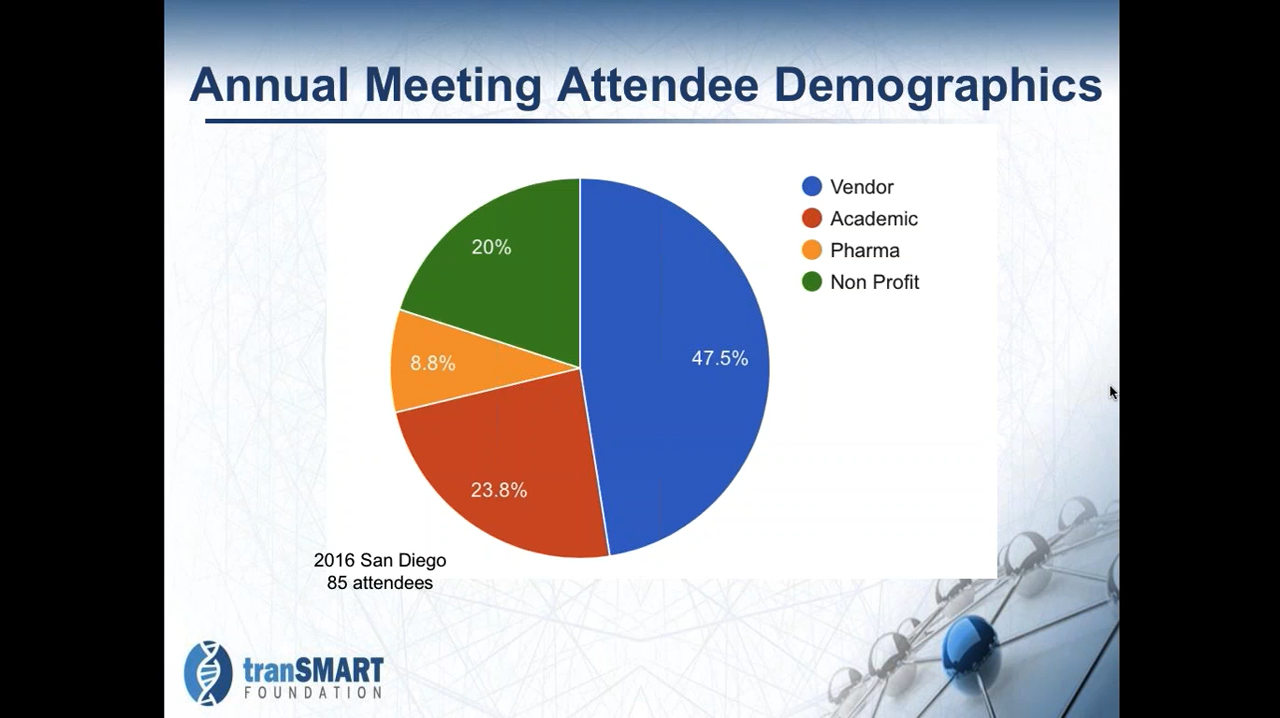 Annual Meeting Attendee Demographics
Vendor
Academic
Pharma
Non Profit
20%
47.5%
8.8%
23.8%
2016 San Diego
85 attendees
tranSMART
FOUNDATION